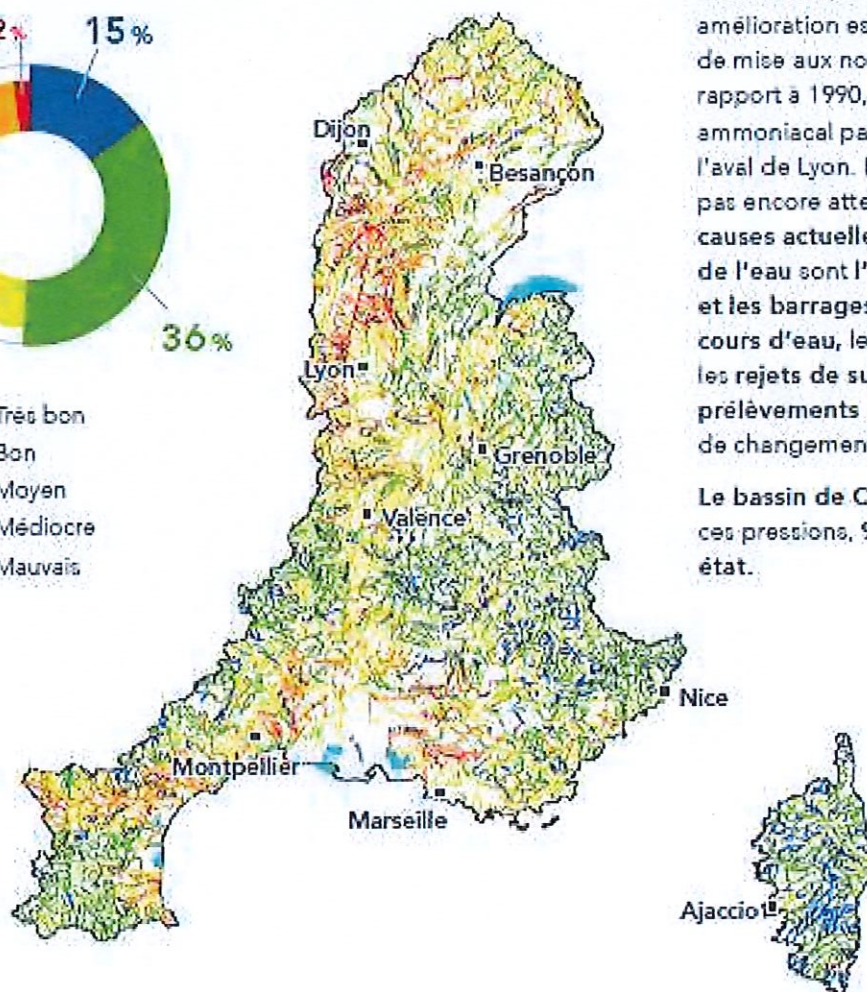 2%
15%
36%
Très bon
Bon
Moyen
Médiocre
Mauvais
Dijon
Besançon
Lyon
Grenoble
Valence
Nice
Montpellier
Marseille
Ajaccio
amélioration es
de mise aux no
rapport à 1990,
ammoniacal pa
l'aval de Lyon.
pas encore atte
causes actuelle
de l'eau sont l'
et les barrages
cours d'eau, le
les rejets de su
prélèvements
de changemen
Le bassin de C
ces pressions, 9
état.